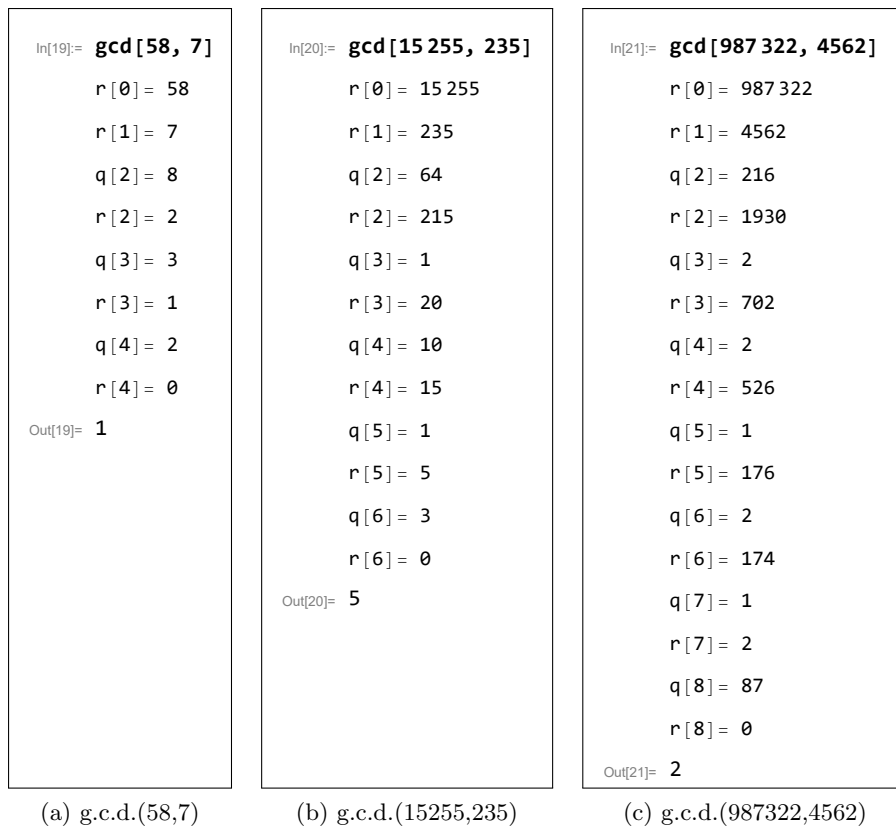 In[19]:= gcd[58, 7]
r[0]= 58
r[1]= 7
q[2]= 8
r[2]= 2
q[3]= 3
r[3]= 1
q[4]= 2
r[4]= 0
Out[19]= 1
(a) g.c.d.(58,7)
In[20]:= gcd[15 255, 235]
r[0]= 15 255
r[1]= 235
q[2]= 64
r[2]= 215
q[3]= 1
r[3]= 20
q[4]= 10
r[4]= 15
q[5]= 1
r[5]= 5
q[6]= 3
r[6]= 0
Out[20]= 5
(b) g.c.d.(15255,235)
In[21]:= gcd[987 322, 4562]
r[0]= 987 322
r[1]= 4562
q[2]= 216
r[2]= 1930
q[3]= 2
r[3]= 702
q[4]= 2
r[4]= 526
q[5]= 1
r[5]= 176
q[6]= 2
r[6]= 174
q[7]= 1
r[7]= 2
q[8]= 87
r[8]= 0
Out[21]= 2
(c) g.c.d.(987322,4562)